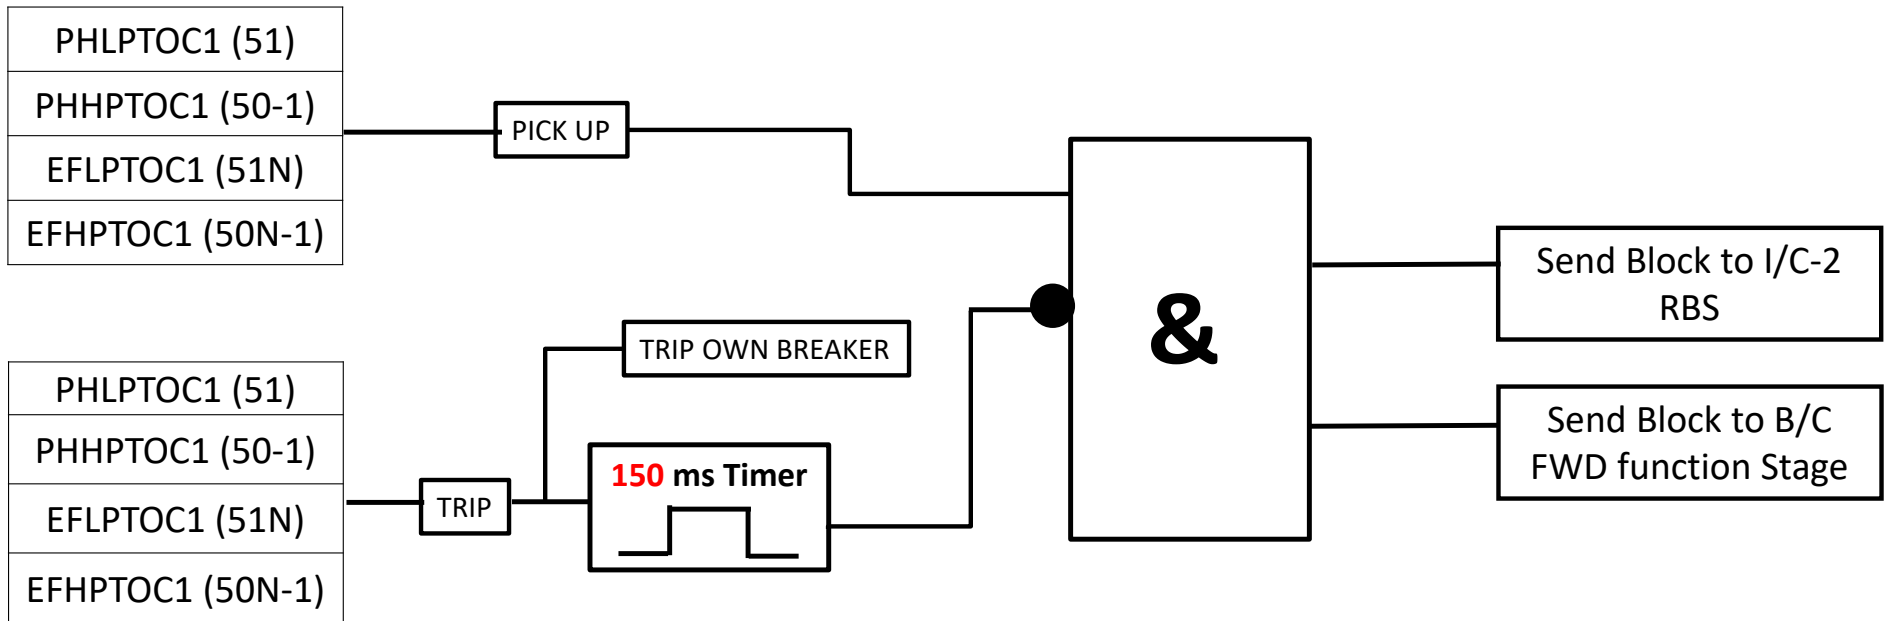 PHLPTOC1 (51)
PHHPTOC1 (50-1)
EFLPTOC1 (51N)
EFHPTOC1 (50N-1)
PICK UP
&
Send Block to I/C-2
RBS
TRIP OWN BREAKER
PHLPTOC1 (51)
PHHPTOC1 (50-1)
EFLPTOC1 (51N)
EFHPTOC1 (50N-1)
TRIP
150 ms Timer
Send Block to B/C
FWD function Stage